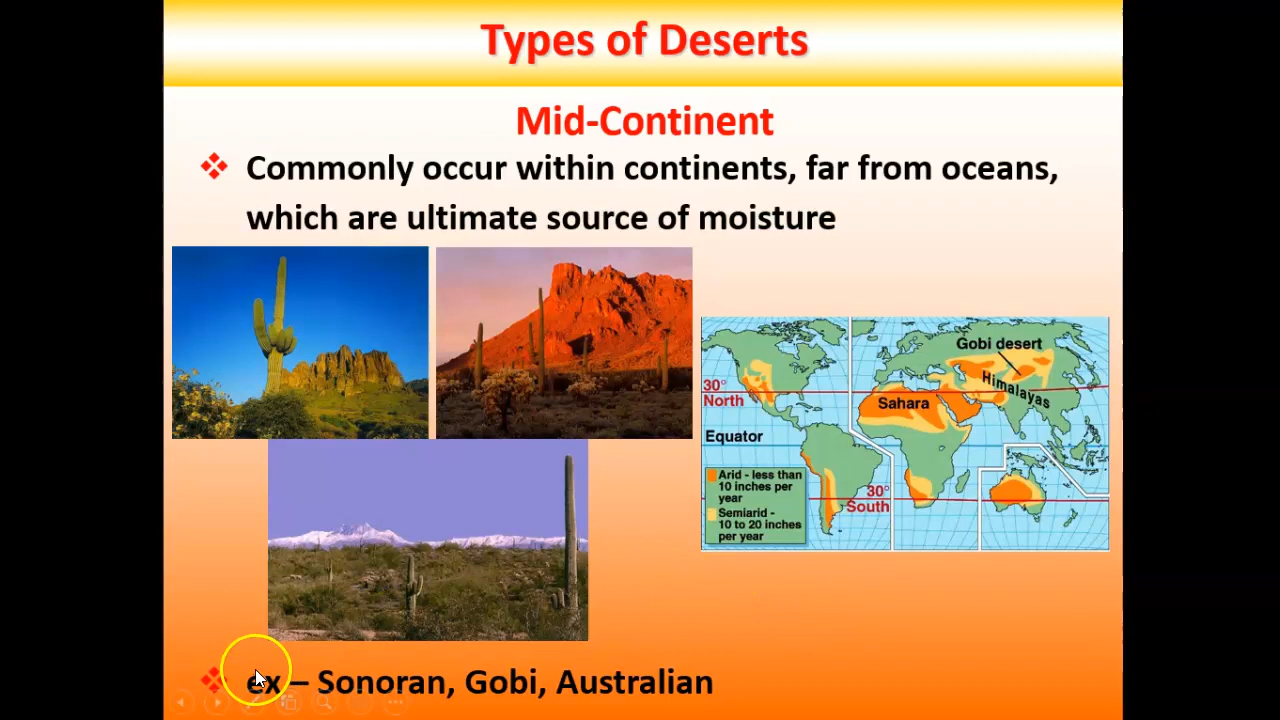 Types of Deserts
Mid-Continent
Commonly occur within continents, far from oceans,
which are ultimate source of moisture
Gobi desert
Himalayas
30°
North
Sahara
Equator
Arid - less than
10 inches per
year
Semiarid -
10 to 20 inches
per year
30°
South
ex – Sonoran, Gobi, Australian